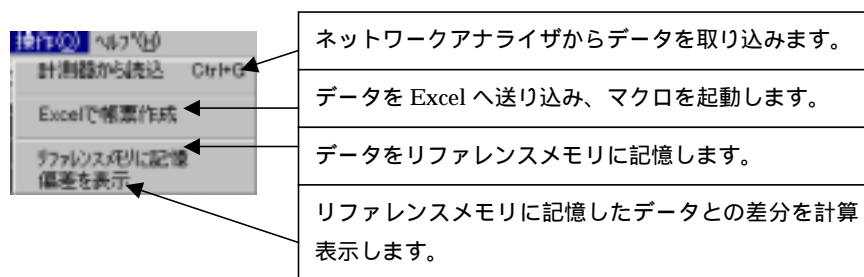 操作(O) ヘルプ(H)
計測器から読込 Ctrl+G
Excelで帳票作成
リファレンスメモリに記憶
偏差を表示
ネットワークアナライザからデータを取り込みます。
データを Excel へ送り込み、マクロを起動します。
データをリファレンスメモリに記憶します。
リファレンスメモリに記憶したデータとの差分を計算
表示します。